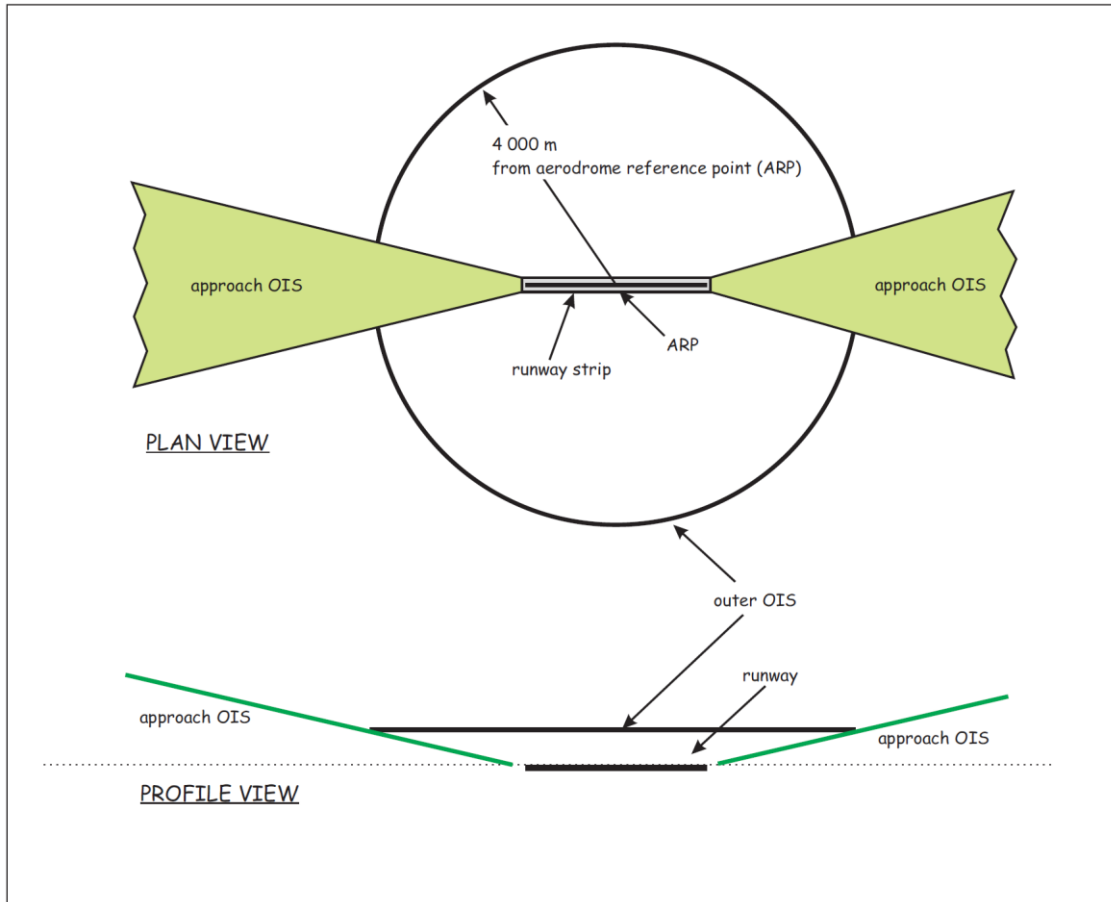 4 000 m
from aerodrome reference point (ARP)
approach OIS
approach OIS
ARP
runway strip
PLAN VIEW
outer OIS
runway
approach OIS
approach OIS
PROFILE VIEW